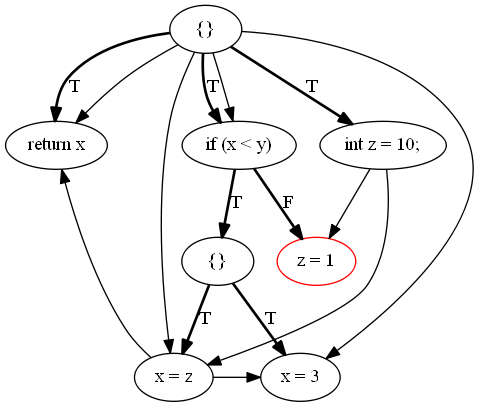 {}
T
T
T
return x
if (x < y)
int z = 10;
T
F
{}
z = 1
T
T
x = z
x = 3